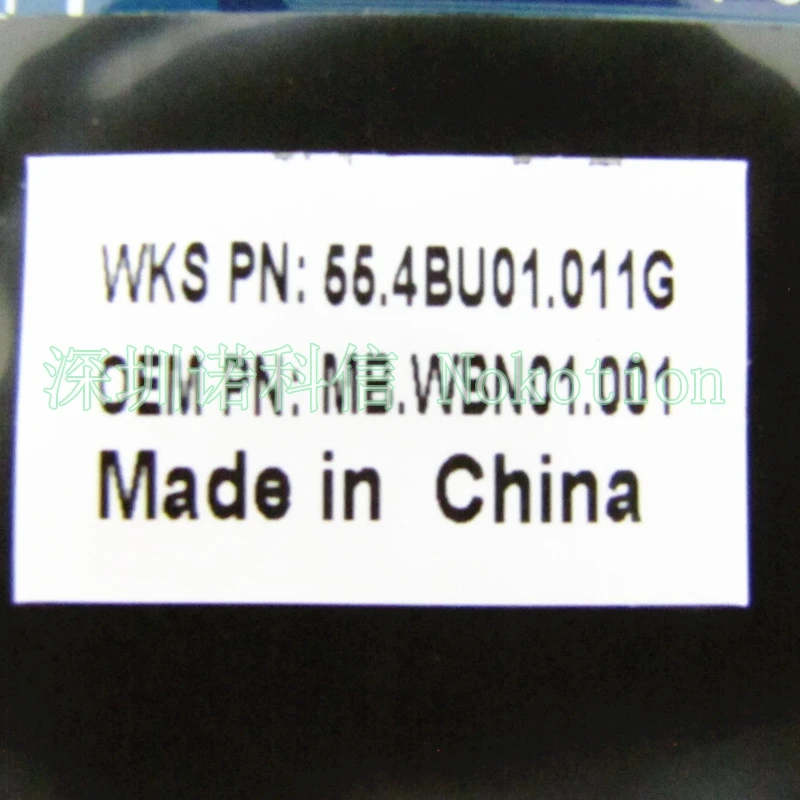 WKS PN: 55.4BU01.011G
深圳诺科信 Nokotion
OEM PN: MB.WBN01.001
Made in China